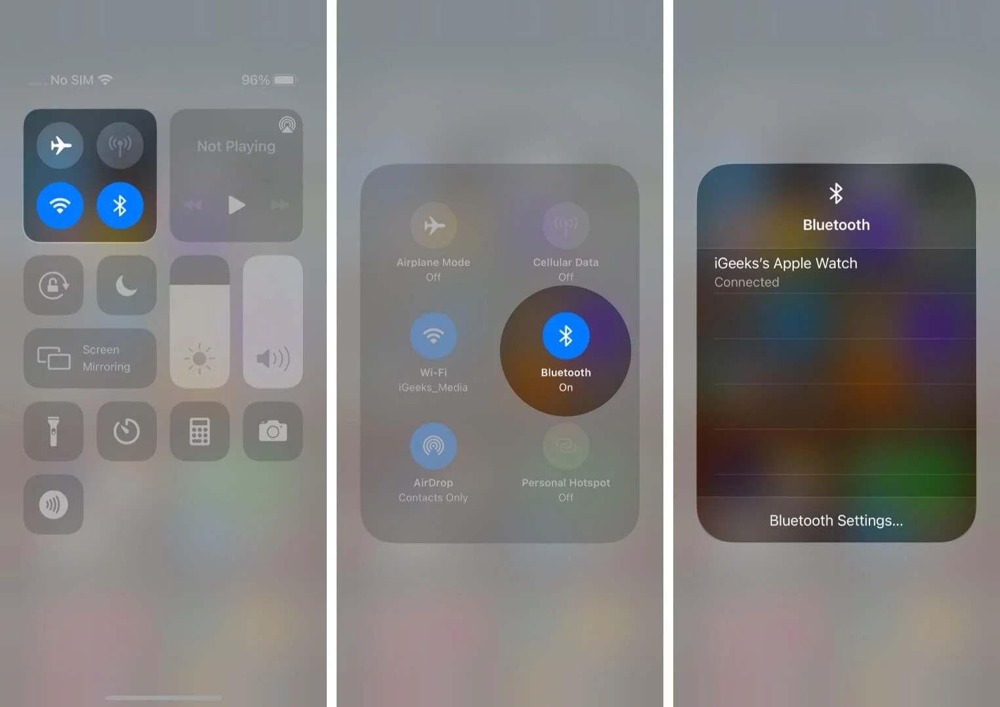 No SIM
96%
Not Playing
Screen
Mirroring
Airplane Mode
Off
Cellular Data
Off
Wi-Fi
iGeeks_Media
Bluetooth
On
AirDrop
Contacts Only
Personal Hotspot
Off
Bluetooth
iGeeks’s Apple Watch
Connected
Bluetooth Settings...